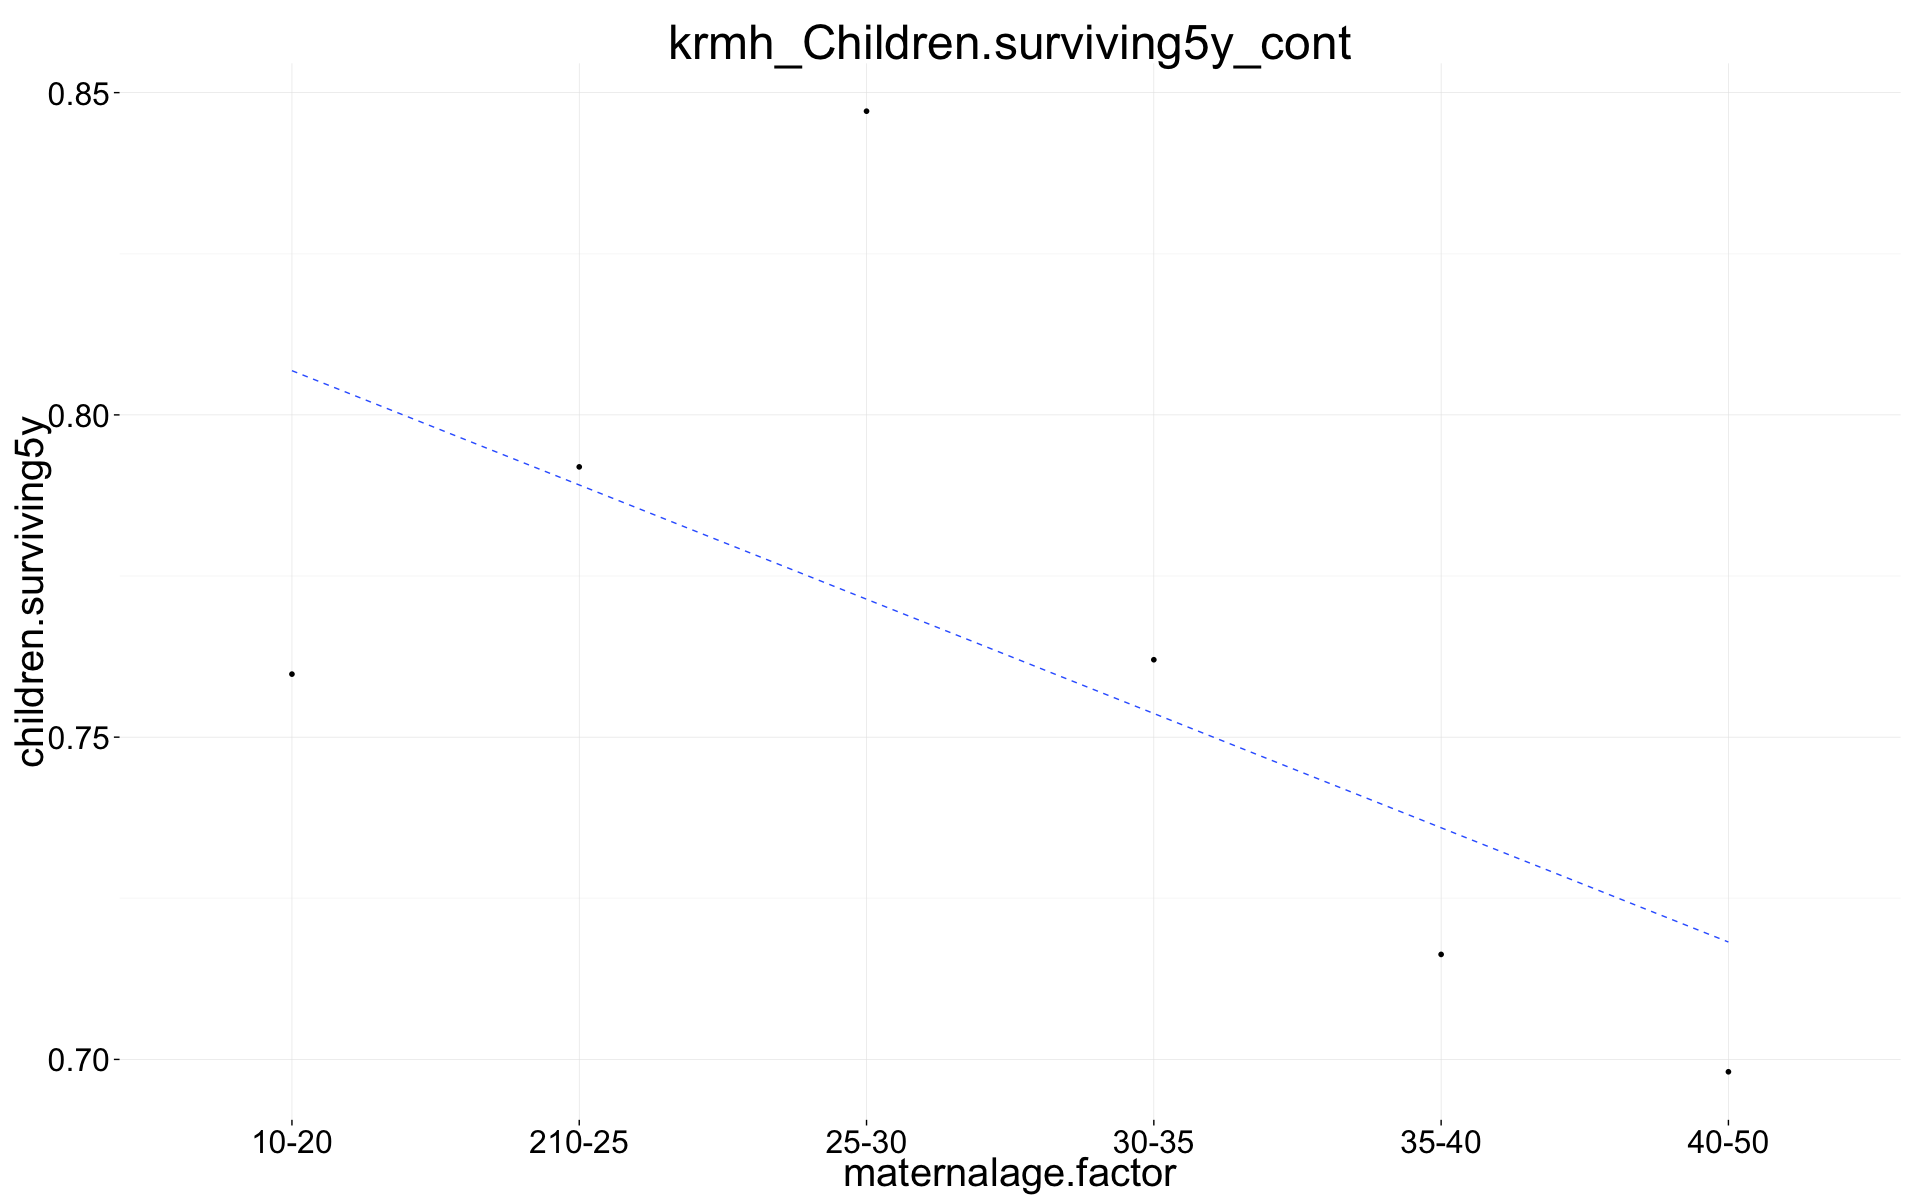 krmh_Children.surviving5y_cont
children.surviving5y
0.85
0.80
0.75
0.70
10-20 210-25 25-30 30-35 35-40 40-50
maternalage.factor